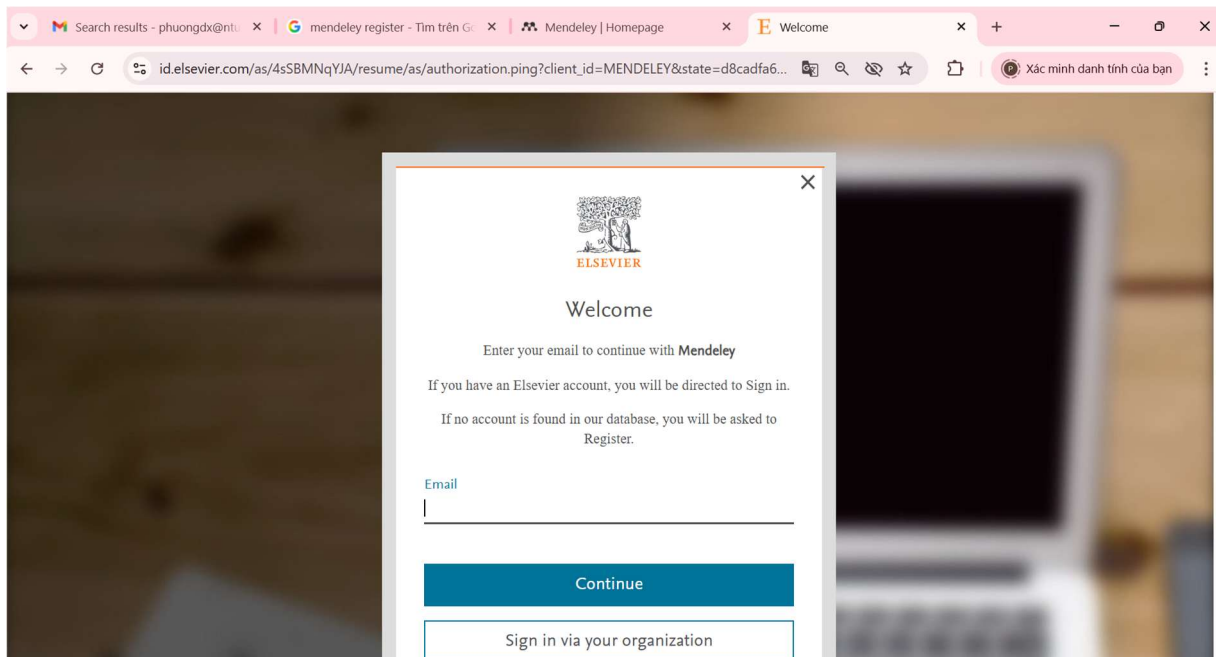 Search results - phuongdx@ntu
G mendeley register - Tìm trên Go
Mendeley | Homepage
E Welcome
id.elsevier.com/as/4sSBMNqYJA/resume/as/authorization.ping?client_id=MENDELEY&state=d8cadfa6...
P Xác minh danh tính của bạn
ELSEVIER
Welcome
Enter your email to continue with Mendeley
If you have an Elsevier account, you will be directed to Sign in.
If no account is found in our database, you will be asked to
Register.
Email
Continue
Sign in via your organization